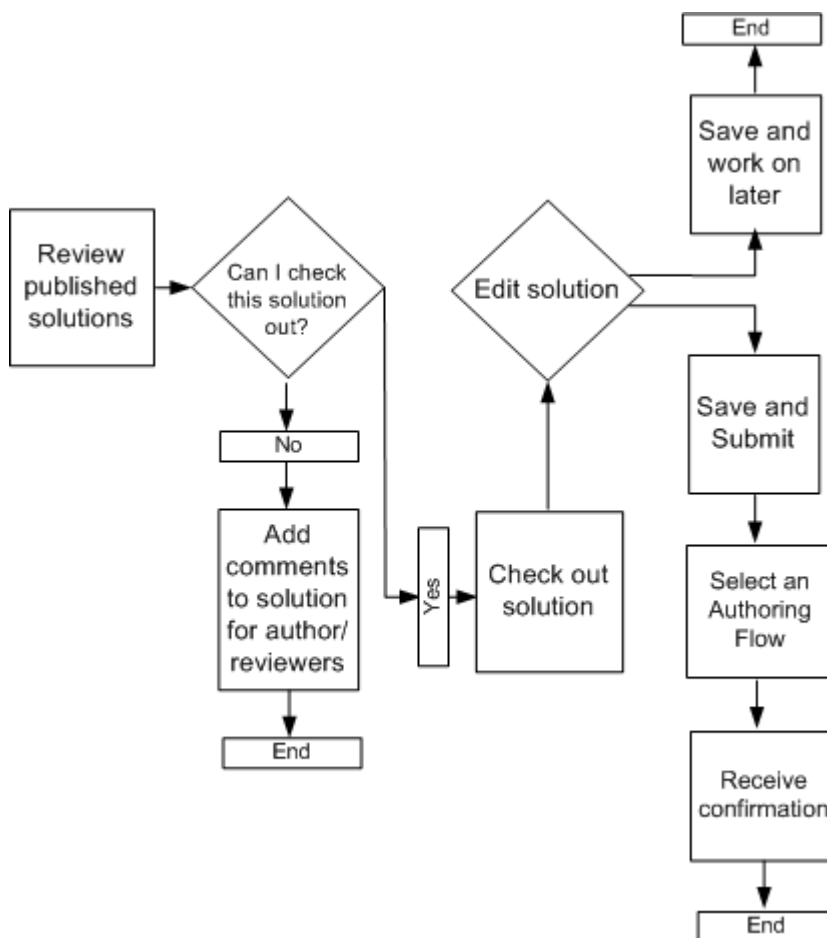 Review
published
solutions
Can I check
this solution
out?
No
Add
comments
to solution
for author/
reviewers
End
Yes
Check out
solution
Edit solution
Save and
work on
later
End
Save and
Submit
Select an
Authoring
Flow
Receive
confirmation
End